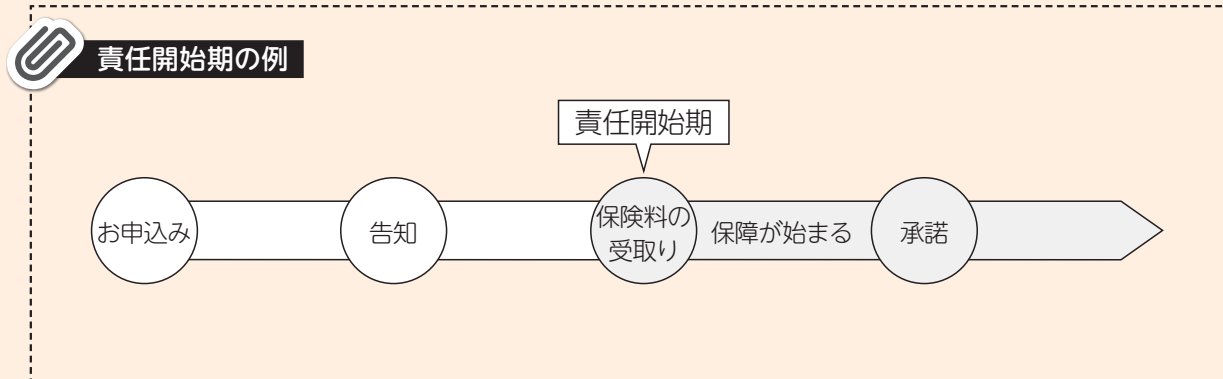 責任開始期の例
責任開始期
お申込み
告知
保険料の
受取り
保障が始まる
承諾